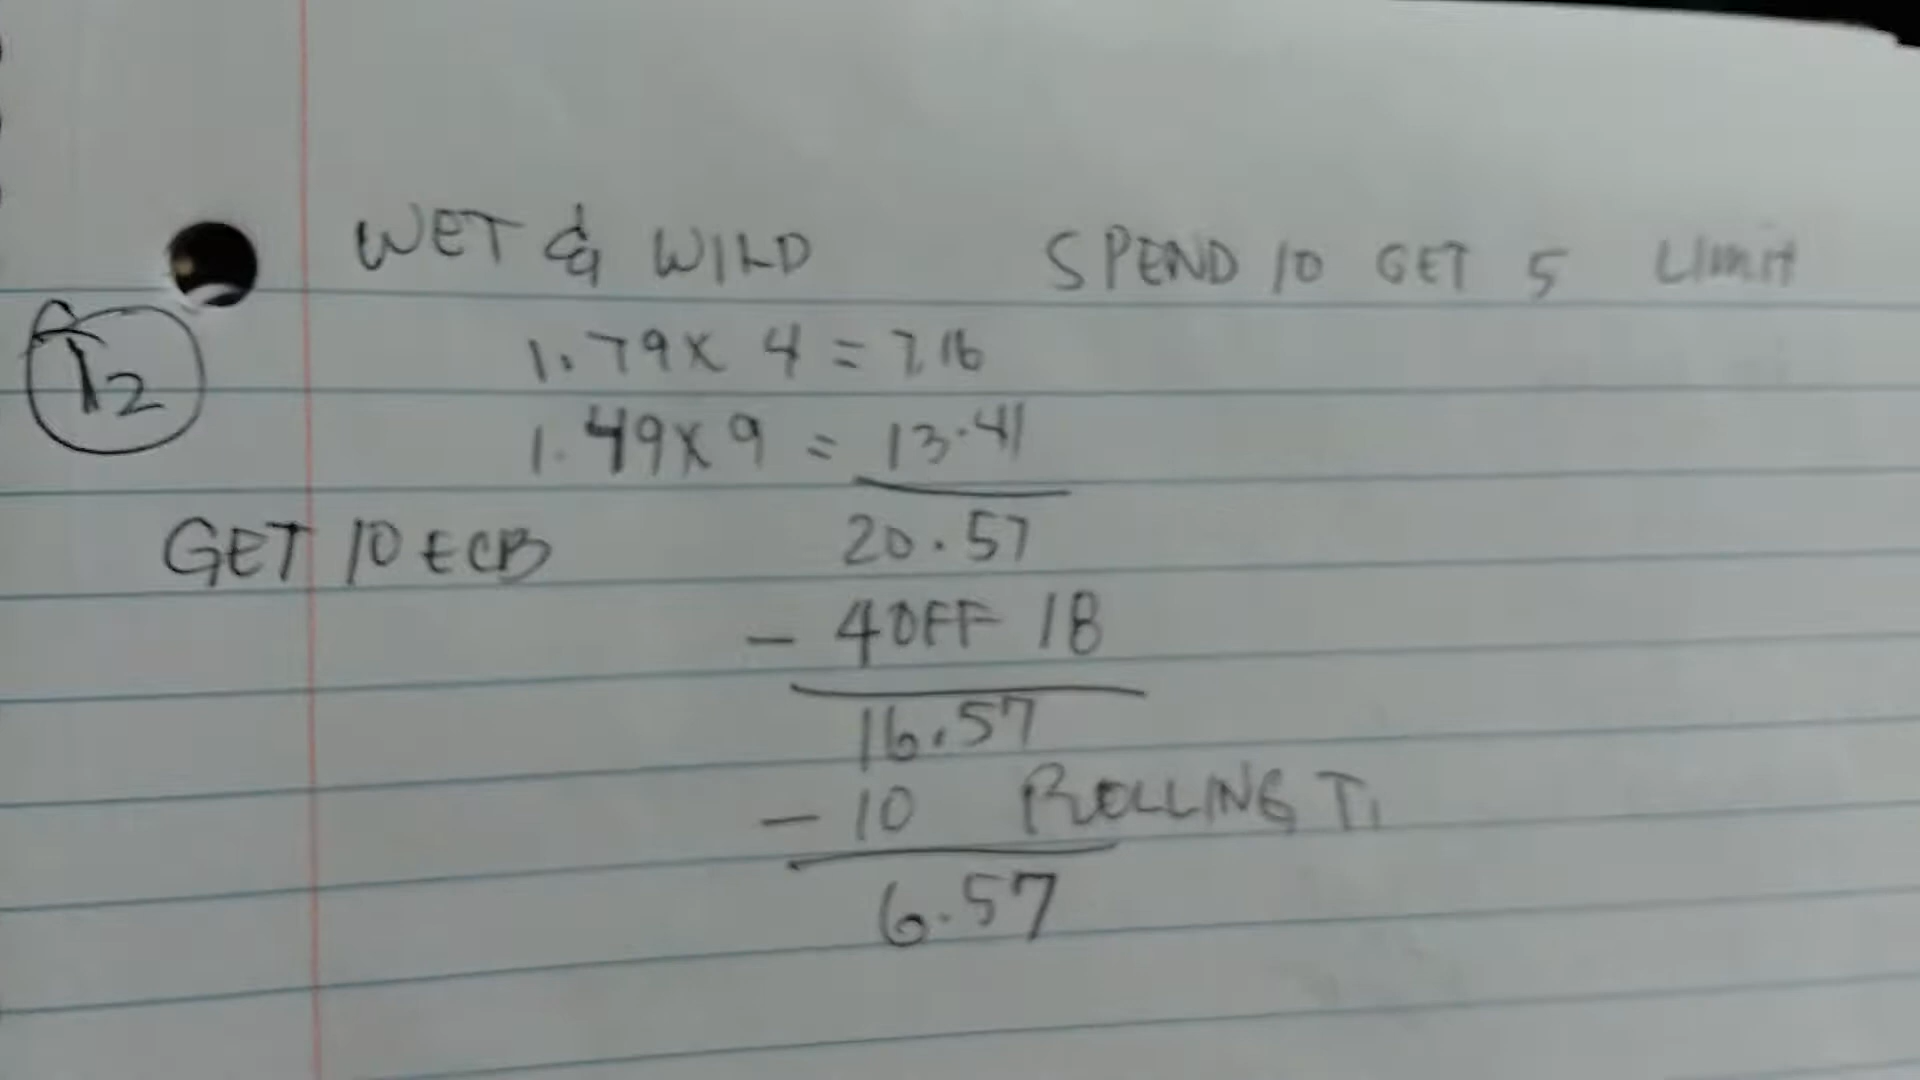 WET & WILD SPEND 10 GET 5 Limit
T2
1.79 X 4 = 7.16
1.49 X 9 = 13.41
GET 10 ECB 20.57
- 4 OFF 18
16.57
- 10 ROLLING T1
6.57